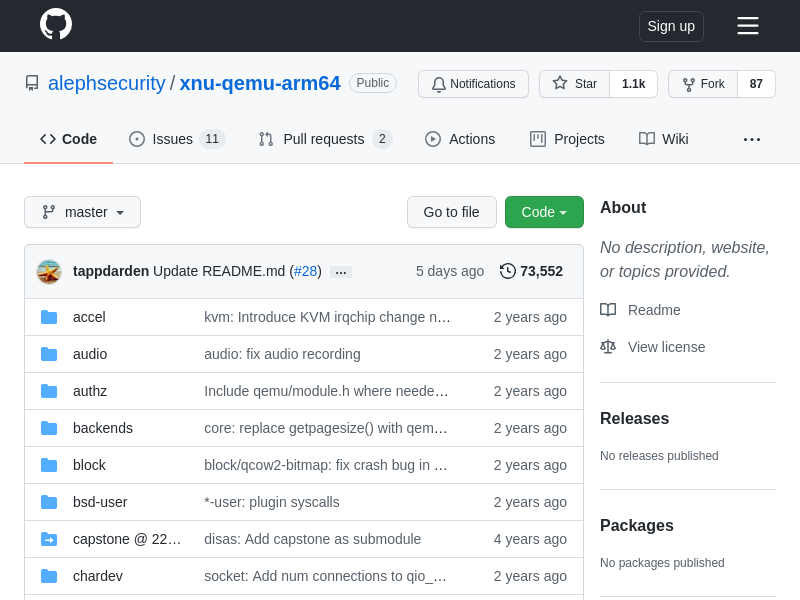 Sign up
alephsecurity / xnu-qemu-arm64 Public
Notifications Star 1.1k Fork 87
Code Issues 11 Pull requests 2 Actions Projects Wiki ...
master Go to file Code
tappdarden Update README.md (#28) ... 5 days ago 73,552
accel kvm: Introduce KVM irqchip change n… 2 years ago
audio audio: fix audio recording 2 years ago
authz Include qemu/module.h where neede… 2 years ago
backends core: replace getpagesize() with qem… 2 years ago
block block/qcow2-bitmap: fix crash bug in … 2 years ago
bsd-user *-user: plugin syscalls 2 years ago
capstone @ 22… disas: Add capstone as submodule 4 years ago
chardev socket: Add num connections to qio_… 2 years ago
About
No description, website,
or topics provided.
Readme
View license
Releases
No releases published
Packages
No packages published